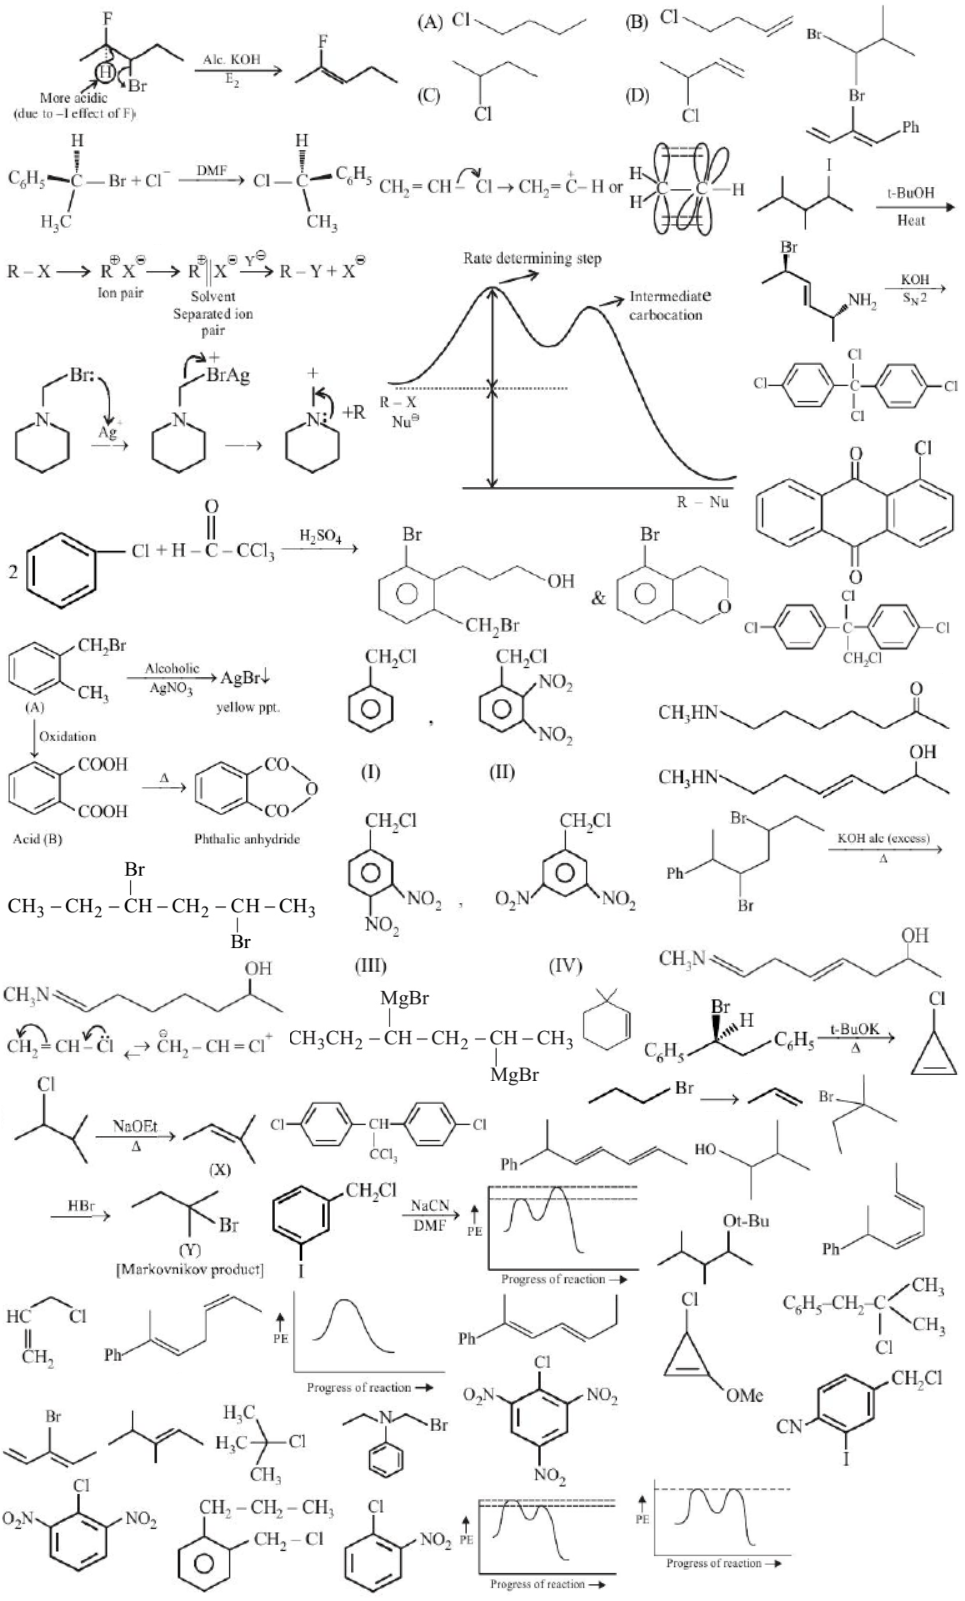 F
H
Br
More acidic
(due to –I effect of F)
Alc. KOH
E2
F
(A) Cl
(B) Cl
(C)
Cl
(D)
Cl
Br
Br
Ph
H
C6H5
C – Br + Cl–
H3C
DMF
H
Cl – C
C6H5
CH3
CH2 = CH – Cl → CH2 = C+ – H or
H
H
C
C
H
I
t-BuOH
Heat
R – X → R⊕ X⊖ → R⊕||X⊖ Y⊖→ R – Y + X⊖
Ion pair
Solvent
Separated ion
pair
Rate determining step
Intermediate
carbocation
R – X
Nu⊖
R – Nu
Br
NH2
KOH
SN2
Br:
N
Ag+
+
BrAg
N
+
N:
+R
Cl
Cl
Cl
Cl
O
Cl
O
2
Cl + H – C – CCl3
O
H2SO4
Br
OH
CH2Br
&
Br
O
Cl
Cl
Cl
CH2Cl
CH2Br
CH3
(A)
Alcoholic
AgNO3
AgBr↓
yellow ppt.
Oxidation
COOH
COOH
Acid (B)
Δ
CO
O
CO
Phthalic anhydride
CH2Cl
,
(I)
CH2Cl
NO2
NO2
(II)
CH3HN
O
CH3HN
OH
CH2Cl
NO2
NO2
,
(III)
CH2Cl
O2N
NO2
(IV)
Br
Ph
Br
KOH alc (excess)
Δ
Br
CH3 – CH2 – CH – CH2 – CH – CH3
Br
CH3N
OH
CH3N
OH
CH2 = CH – Cl ↔ CH2 – CH = Cl+
⊖
MgBr
CH3CH2 – CH – CH2 – CH – CH3
MgBr
Br
H
C6H5
C6H5
t-BuOK
Δ
Cl
Cl
NaOEt
Δ
(X)
Cl
CH
Cl
CCl3
Br
Br
Ph
HO
HBr
Br
(Y)
[Markovnikov product]
CH2Cl
I
NaCN
DMF
PE
Progress of reaction
Ot-Bu
Ph
HC
Cl
CH2
Ph
PE
Progress of reaction
Ph
Cl
OMe
C6H5–CH2
C
CH3
CH3
Cl
Br
H3C
H3C
Cl
CH3
N
Br
Cl
O2N
NO2
NO2
CH2Cl
CN
I
Cl
O2N
NO2
CH2 – CH2 – CH3
CH2 – Cl
Cl
NO2
PE
Progress of reaction
PE
Progress of reaction